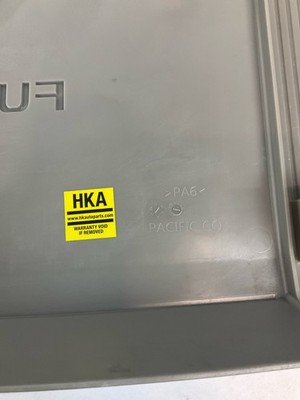 FU
HKA
www.hkautoparts.com
WARRANTY VOID
IF REMOVED
>PA6<
PACIFIC CO